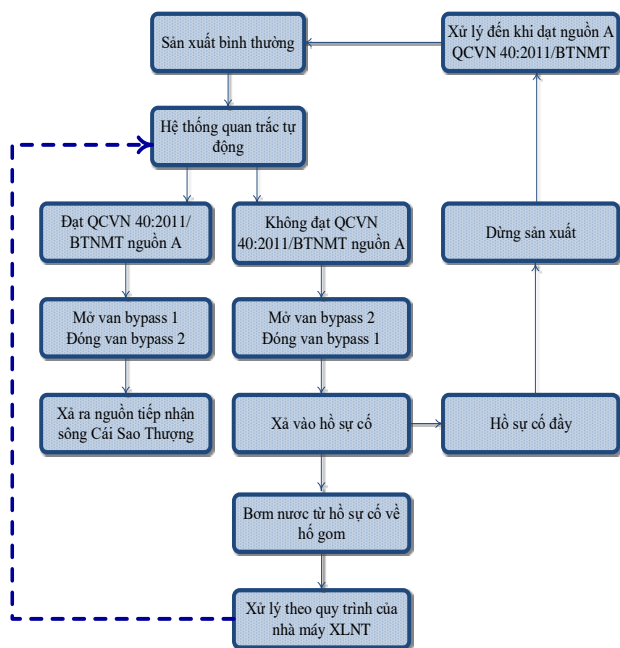 Sản xuất bình thường
Xử lý đến khi dạt nguồn A
QCVN 40:2011/BTNMT
Hệ thống quan trắc tự
động
Đạt QCVN 40:2011/
BTNMT nguồn A
Không đạt QCVN
40:2011/BTNMT nguồn A
Dừng sản xuất
Mở van bypass 1
Đóng van bypass 2
Mở van bypass 2
Đóng van bypass 1
Xả ra nguồn tiếp nhận
sông Cái Sao Thượng
Xả vào hồ sự cố
Hồ sự cố đầy
Bơm nươc từ hồ sự cố về
hố gom
Xử lý theo quy trình của
nhà máy XLNT